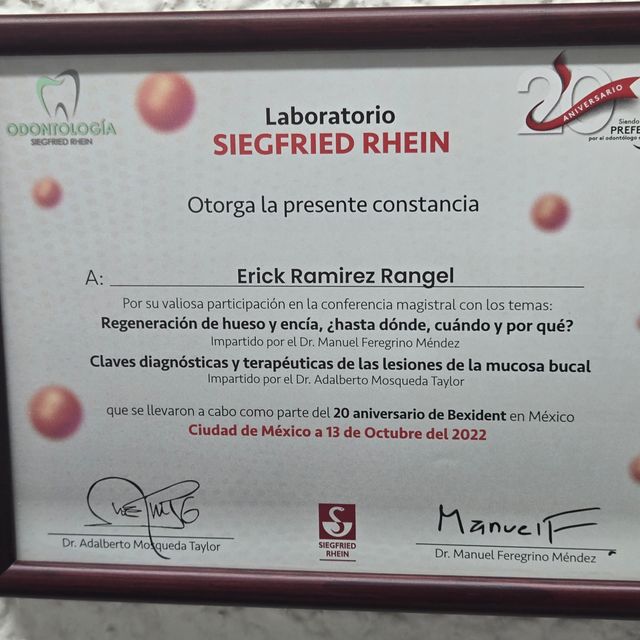 ODONTOLOGÍA
SIEGFRIED RHEIN
Laboratorio
SIEGFRIED RHEIN
20 ANIVERSARIO
Siendo
por el odontólogo
Otorga la presente constancia
A: Erick Ramirez Rangel
Por su valiosa participación en la conferencia magistral con los temas:
Regeneración de hueso y encía, ¿hasta dónde, cuándo y por qué?
Impartido por el Dr. Manuel Feregrino Méndez
Claves diagnósticas y terapéuticas de las lesiones de la mucosa bucal
Impartido por el Dr. Adalberto Mosqueda Taylor
que se llevaron a cabo como parte del 20 aniversario de Bexident en México
Ciudad de México a 13 de Octubre del 2022
Dr. Adalberto Mosqueda Taylor
SIEGFRIED
RHEIN
Manuel F
Dr. Manuel Feregrino Méndez